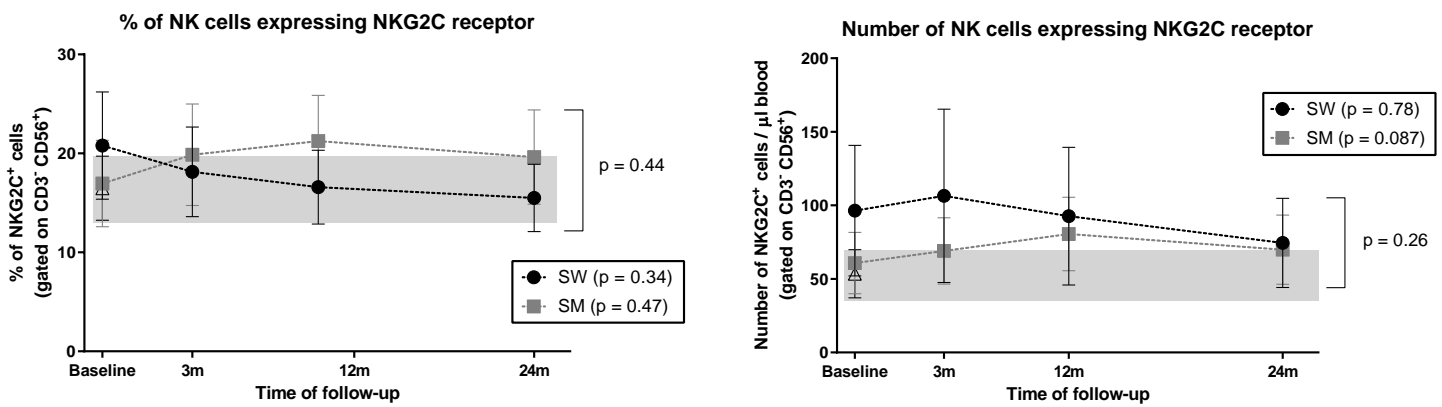 % of NK cells expressing NKG2C receptor
% of NKG2C⁺ cells
(gated on CD3⁻ CD56⁺)
30
20
10
0
p = 0.44
SW (p = 0.34)
SM (p = 0.47)
Baseline 3m 12m 24m
Time of follow-up
Number of NK cells expressing NKG2C receptor
Number of NKG2C⁺ cells / µl blood
(gated on CD3⁻ CD56⁺)
200
150
100
50
0
SW (p = 0.78)
SM (p = 0.087)
p = 0.26
Baseline 3m 12m 24m
Time of follow-up